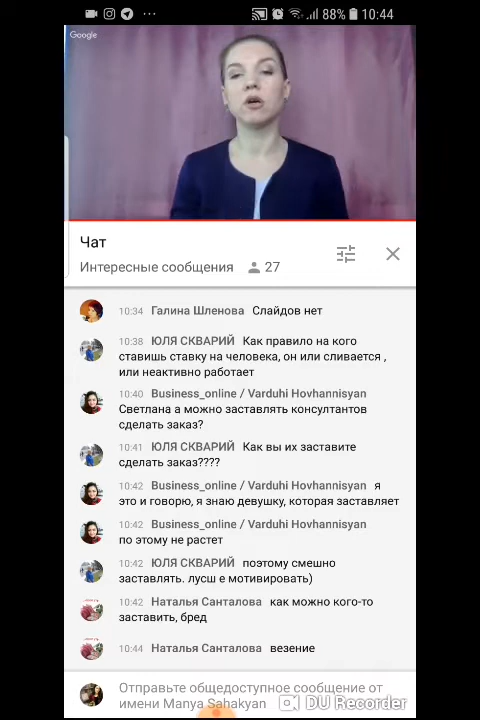 88% 10:44
Google
Чат
Интересные сообщения 27
10:34 Галина Шленова Слайдов нет
10:38 ЮЛЯ СКВАРИЙ Как правило на кого
ставишь ставку на человека, он или сливается ,
или неактивно работает
10:40 Business_online / Varduhi Hovhannisyan
Светлана а можно заставлять консултантов
сделать заказ?
10:41 ЮЛЯ СКВАРИЙ Как вы их заставите
сделать заказ????
10:42 Business_online / Varduhi Hovhannisyan я
это и говорю, я знаю девушку, которая заставляет
10:42 Business_online / Varduhi Hovhannisyan
по этому не растет
10:42 ЮЛЯ СКВАРИЙ поэтому смешно
заставлять. лусш е мотивировать)
10:42 Наталья Санталова как можно кого-то
заставить, бред
10:44 Наталья Санталова везение
Отправьте общедоступное сообщение от
имени Manya Sahakyan
DU Recorder